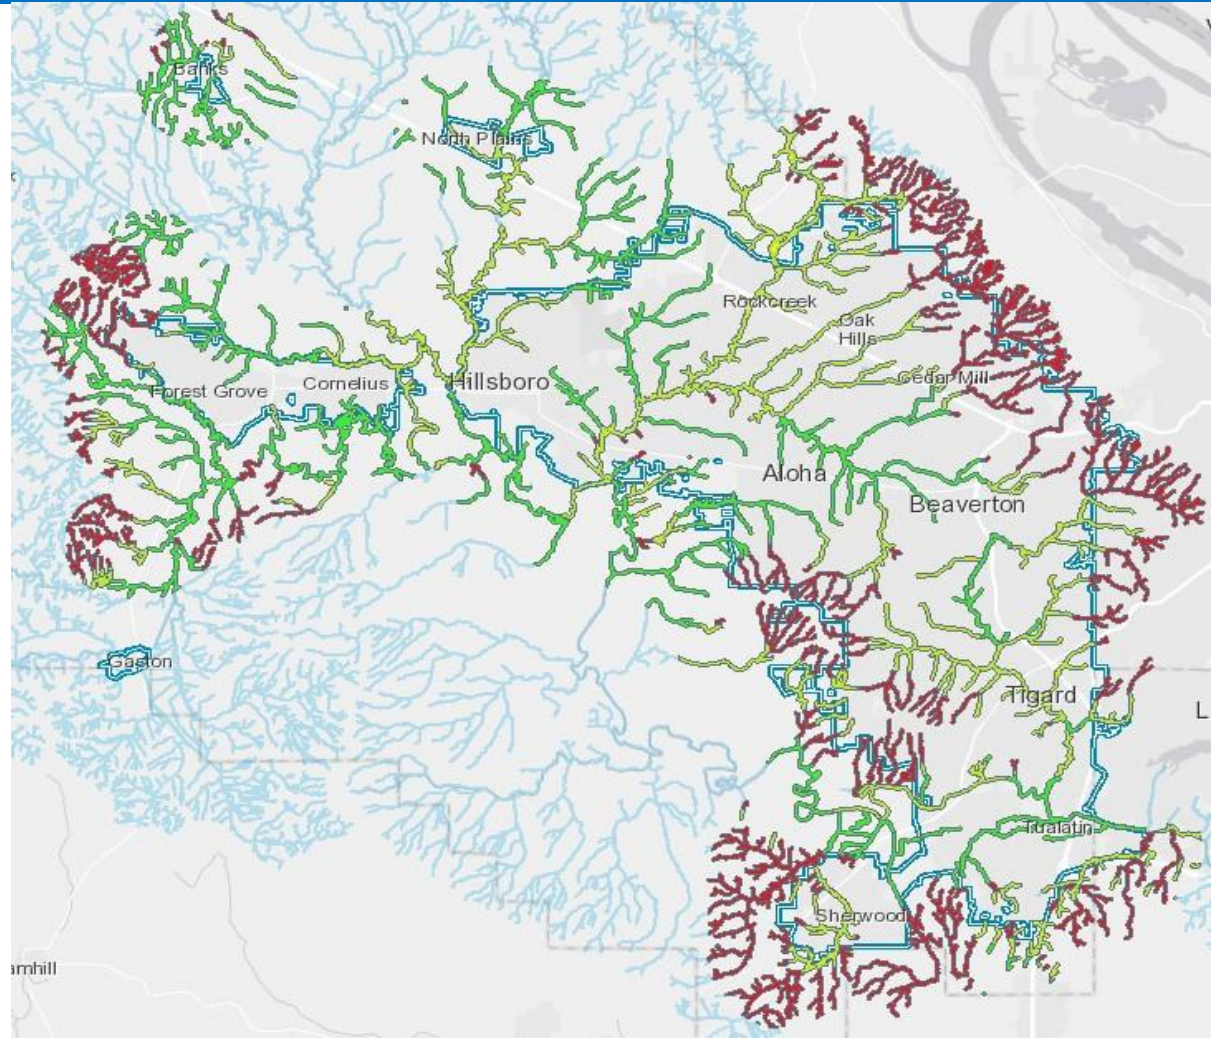 Banks
North Plains
Rockcreek
Oak
Hills
Forest Grove
Cornelius
Hillsboro
Cedar Mill
Aloha
Beaverton
Gaston
Tigard
L
Tualatin
Sherwood
amhill